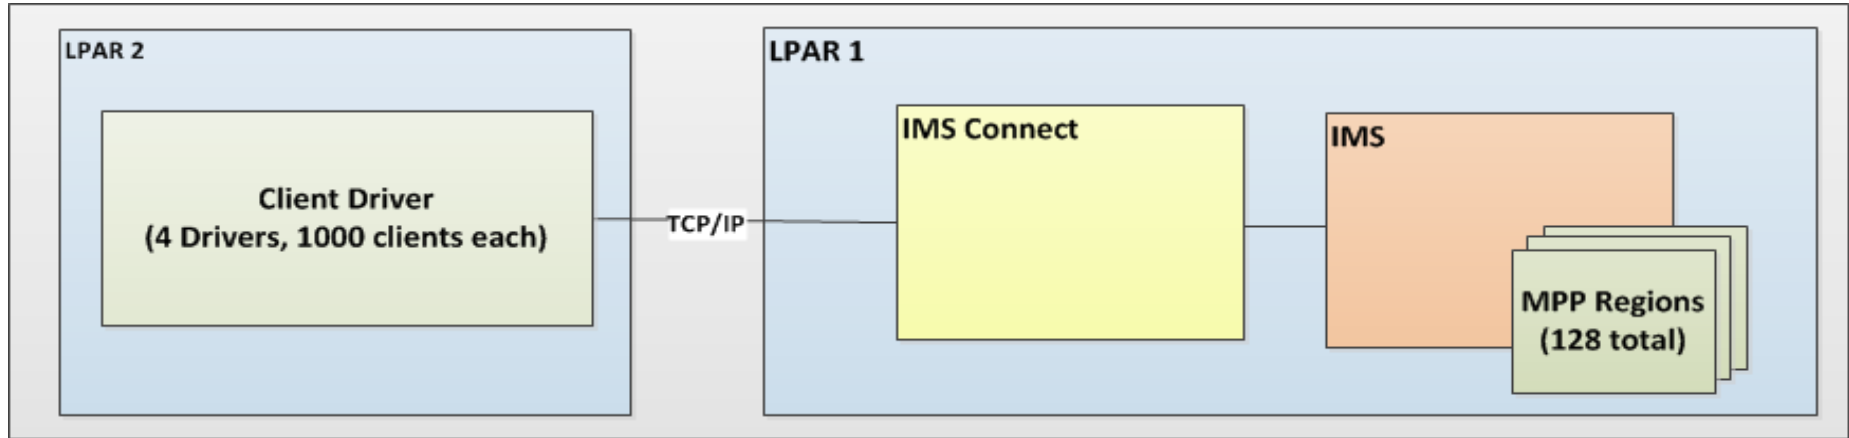 LPAR 2
Client Driver
(4 Drivers, 1000 clients each)
TCP/IP
LPAR 1
IMS Connect
IMS
MPP Regions
(128 total)